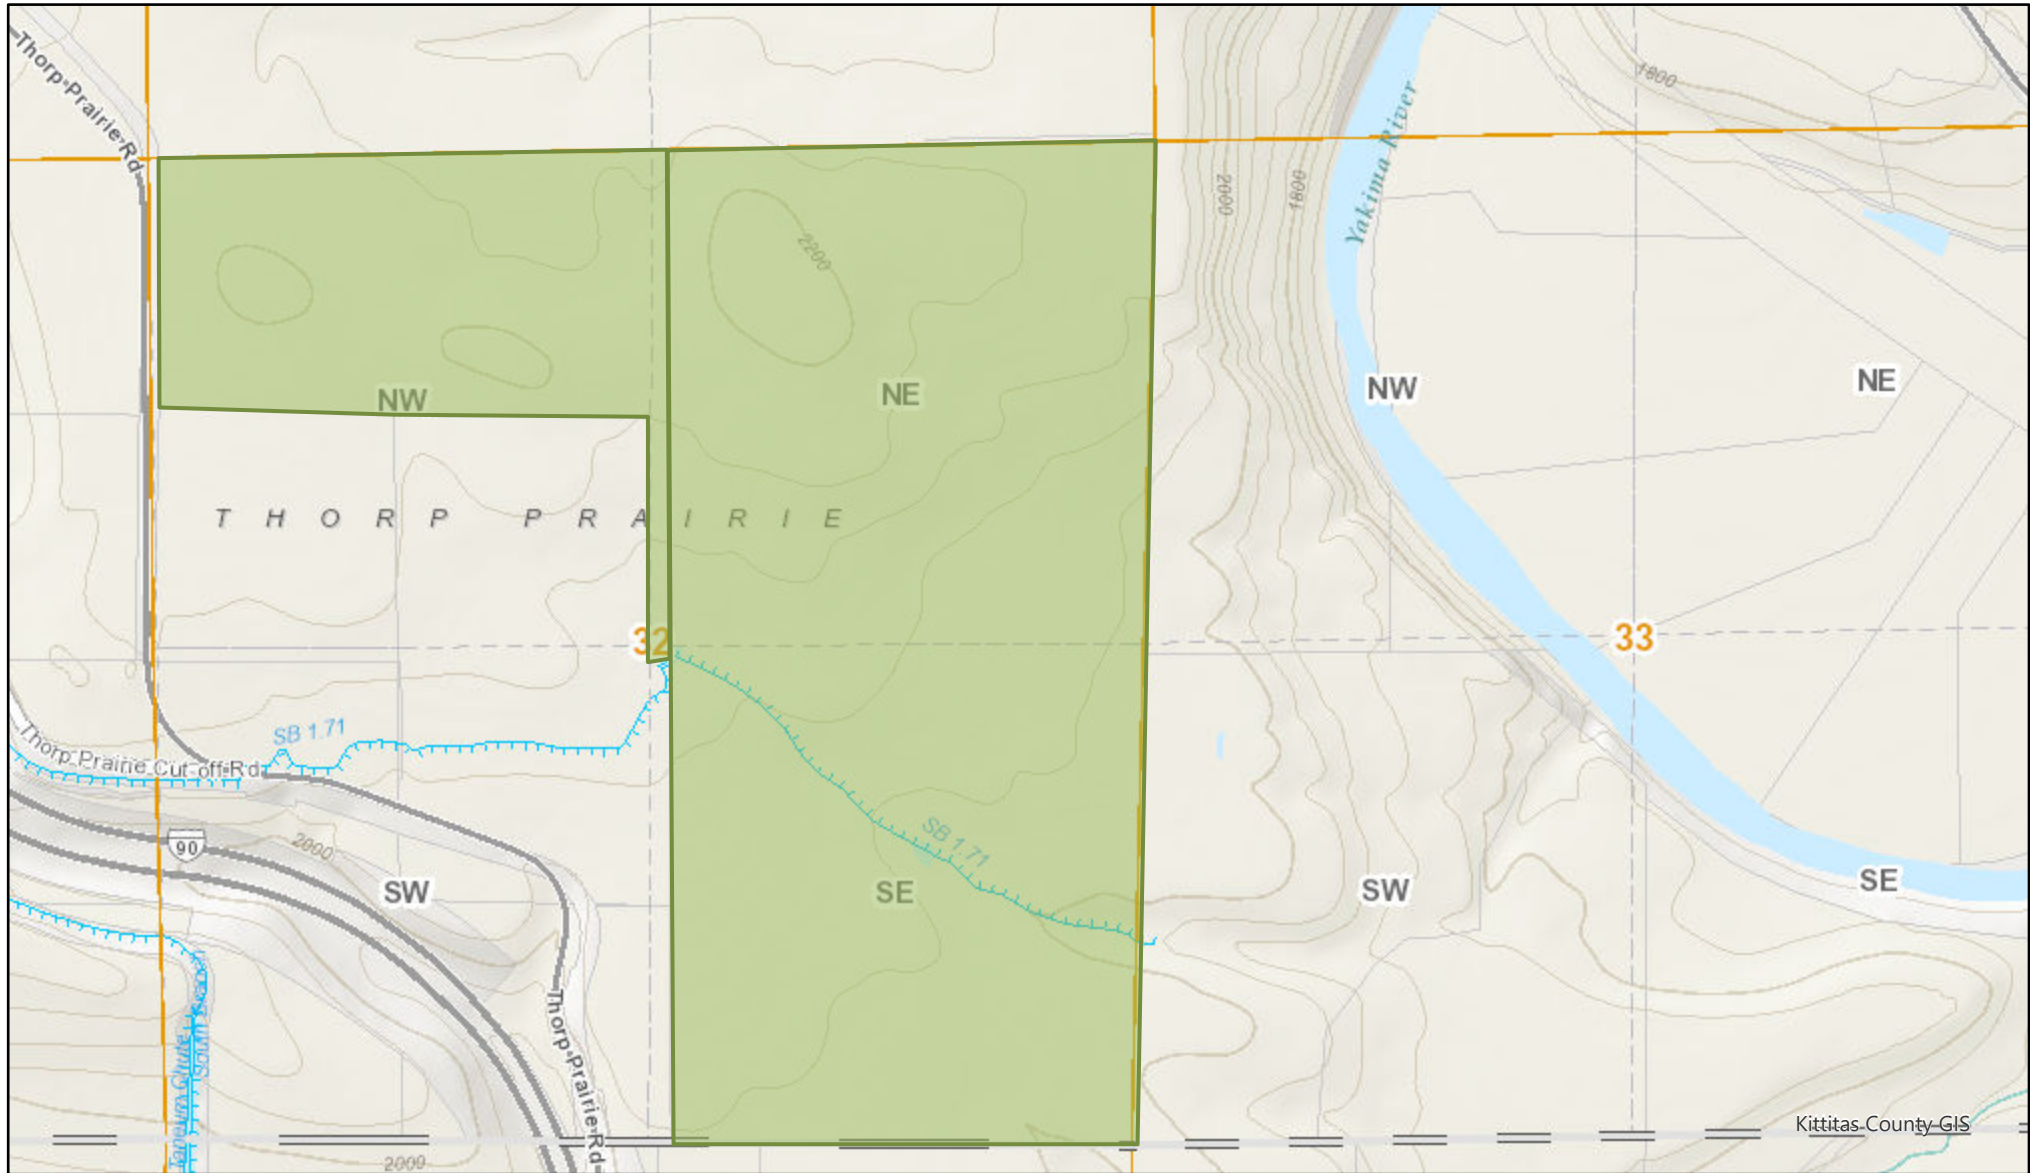 Thorp Prairie Rd
1800
2000
1800
Yakima River
2200
NW
NE
NW
NE
THORP PRAIRIE
32
33
SB 1.71
Thorp Prairie Cut-off Rd
90
2000
SB 1.71
SW
SE
SW
SE
South Branch
Thorp Prairie Rd
Kittitas County GIS
2000